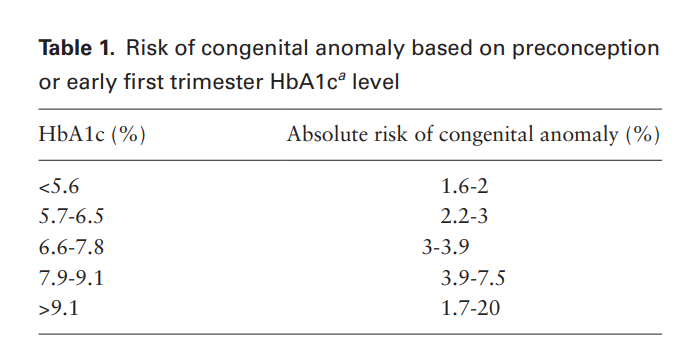 Table 1. Risk of congenital anomaly based on preconception
or early first trimester HbA1cᵃ level
HbA1c (%) Absolute risk of congenital anomaly (%)
<5.6 1.6-2
5.7-6.5 2.2-3
6.6-7.8 3-3.9
7.9-9.1 3.9-7.5
>9.1 1.7-20